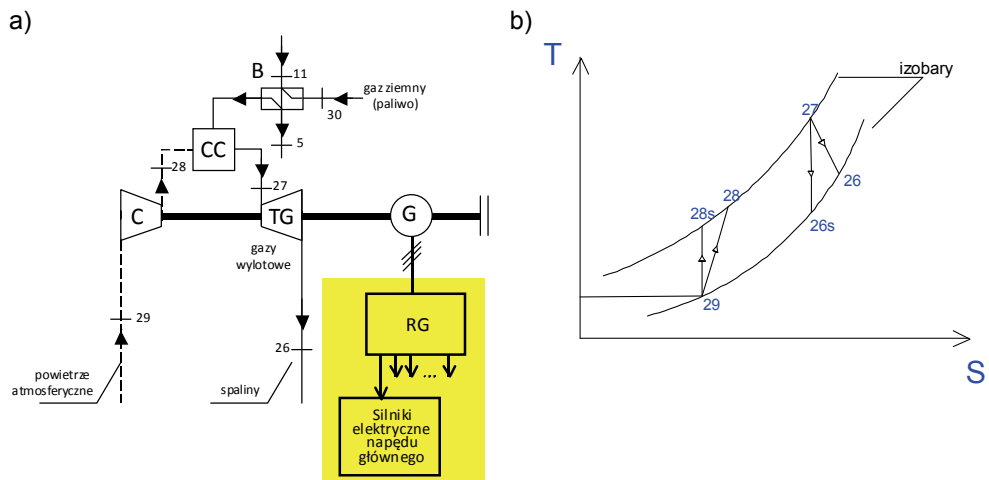 a)
B
11
gaz ziemny
(paliwo)
30
5
CC
28
27
C
TG
G
gazy
wylotowe
29
26
RG
powietrze
atmosferyczne
spaliny
...
Silniki
elektryczne
napędu
głównego
b)
T
izobary
27
26
28
28s
26s
29
S